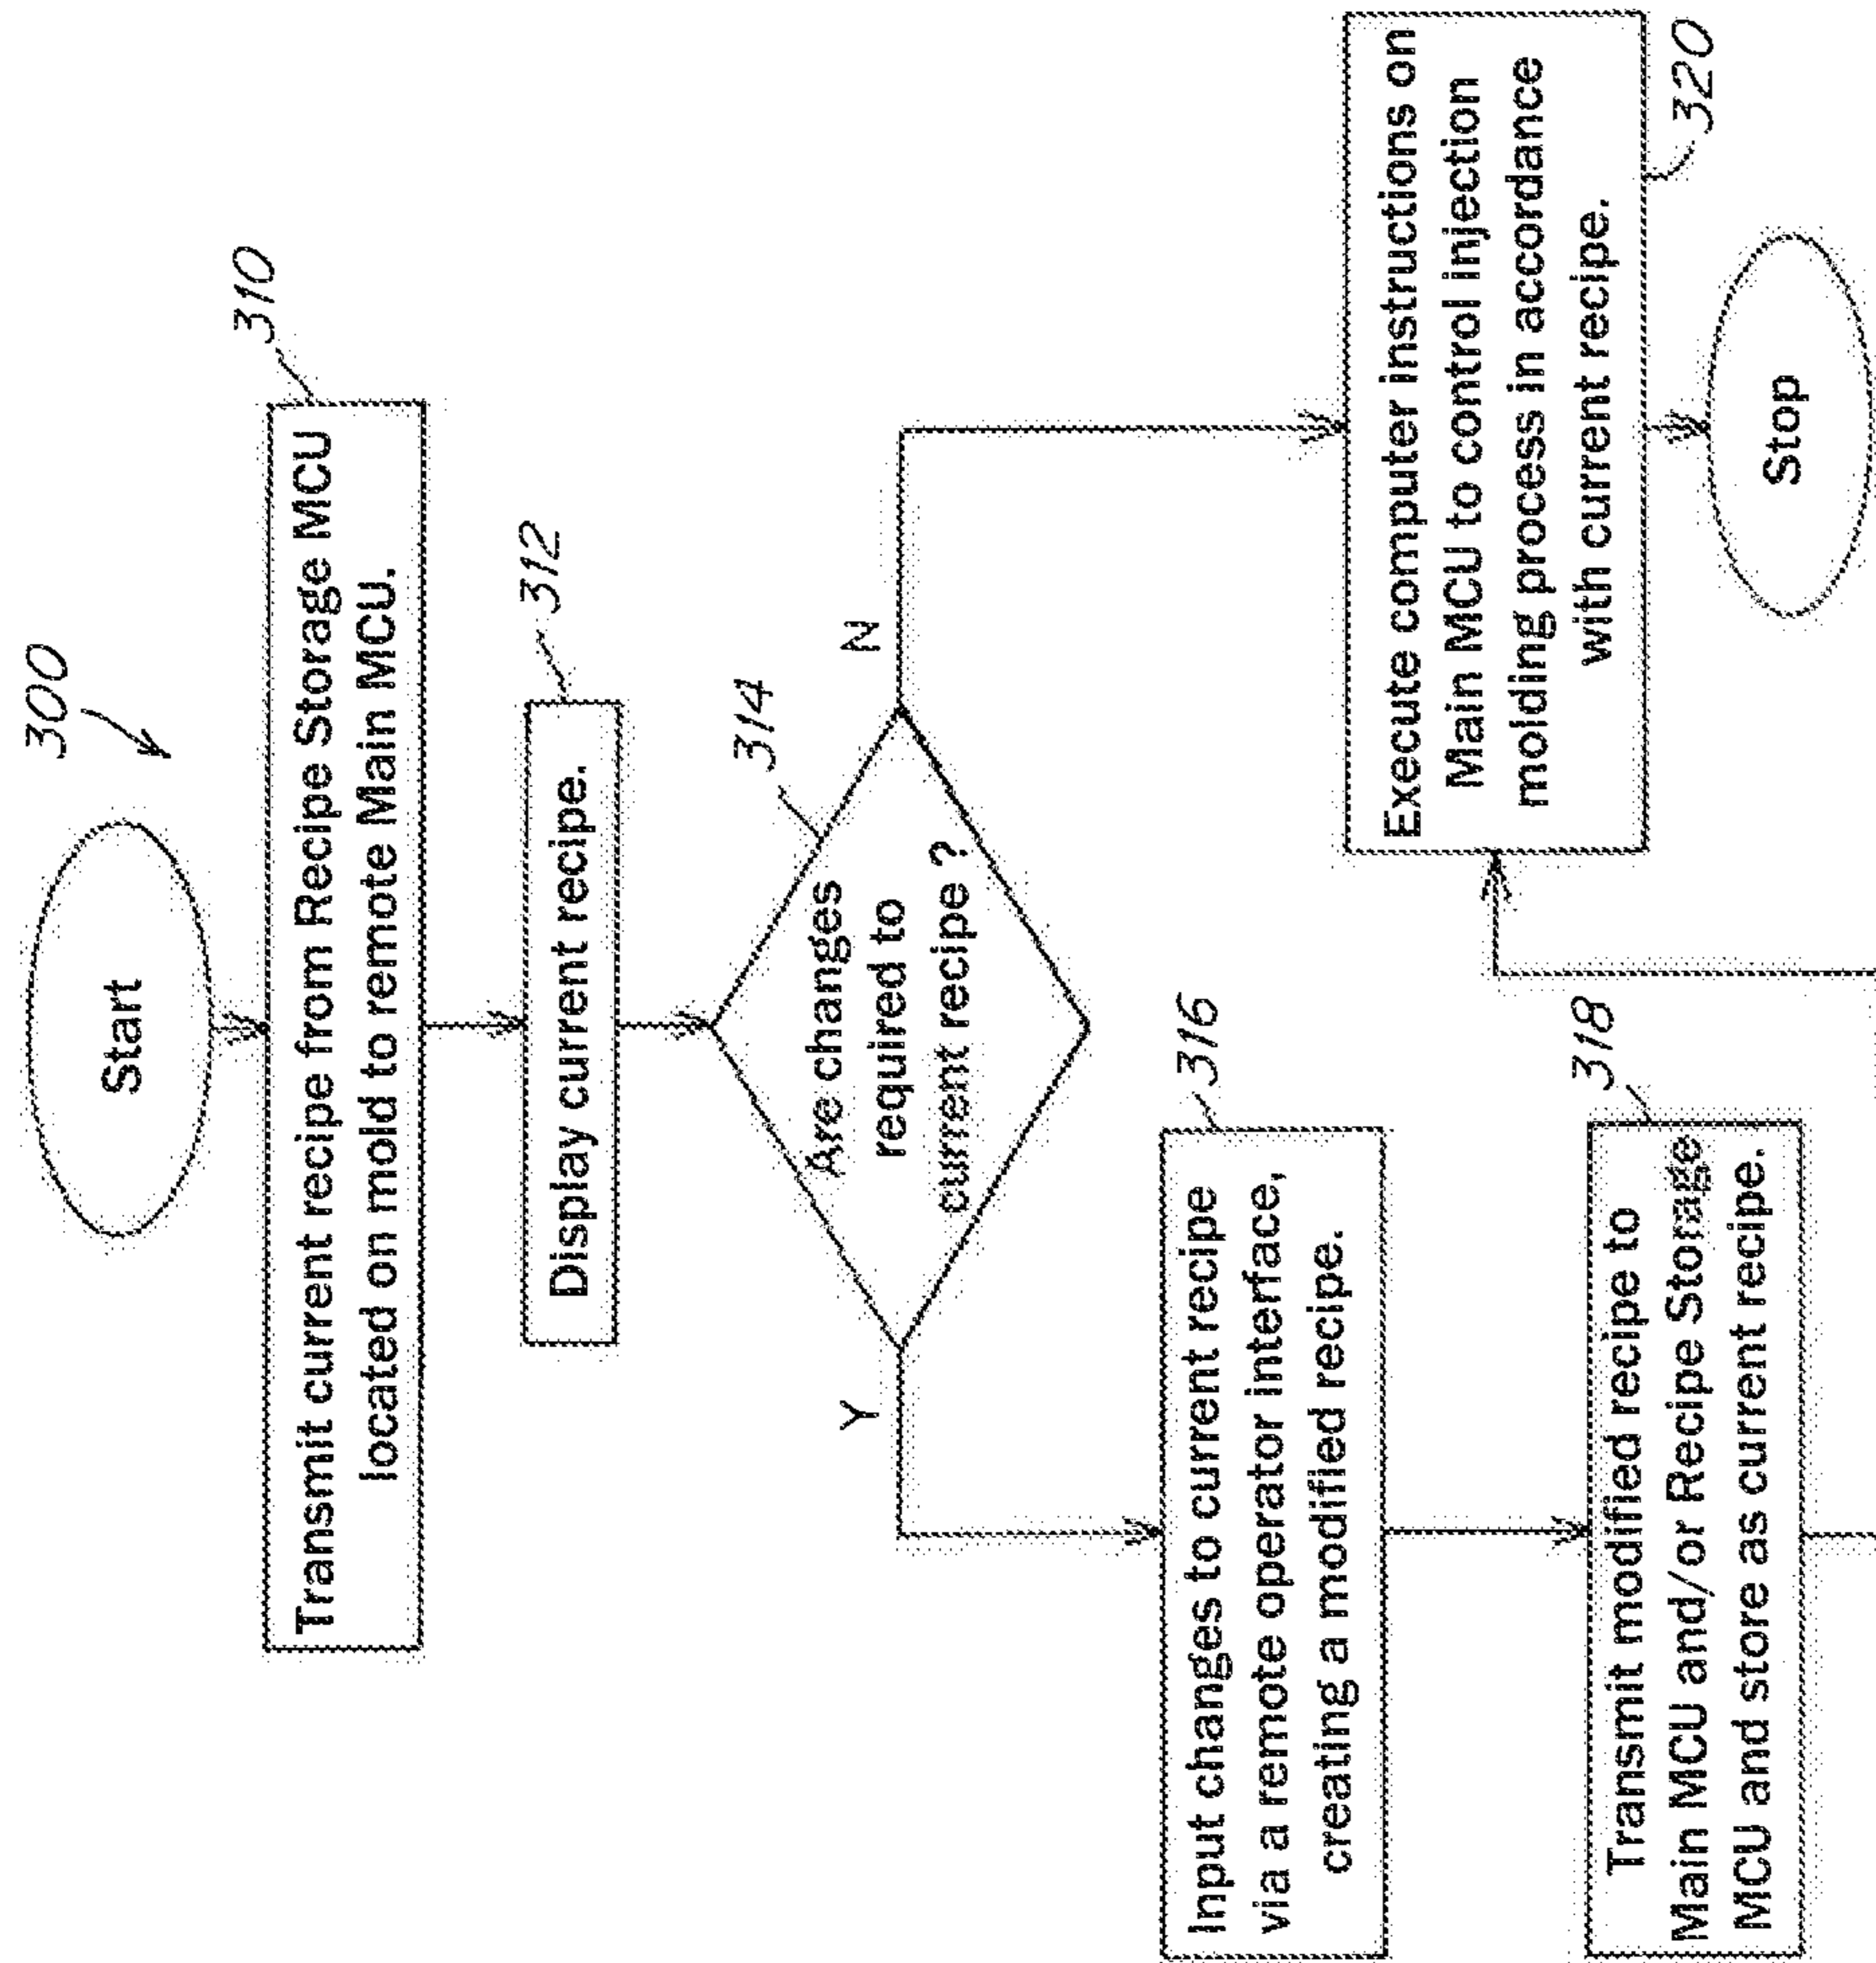 300
Start
310
Transmit current recipe from Recipe Storage MCU
located on mold to remote Main MCU.
312
Display current recipe.
314
Are changes
required to
current recipe ?
Y
N
316
Input changes to current recipe
via a remote operator interface,
creating a modified recipe.
318
Transmit modified recipe to
Main MCU and/or Recipe Storage
MCU and store as current recipe.
Execute computer instructions on
Main MCU to control injection
molding process in accordance
with current recipe.
320
Stop